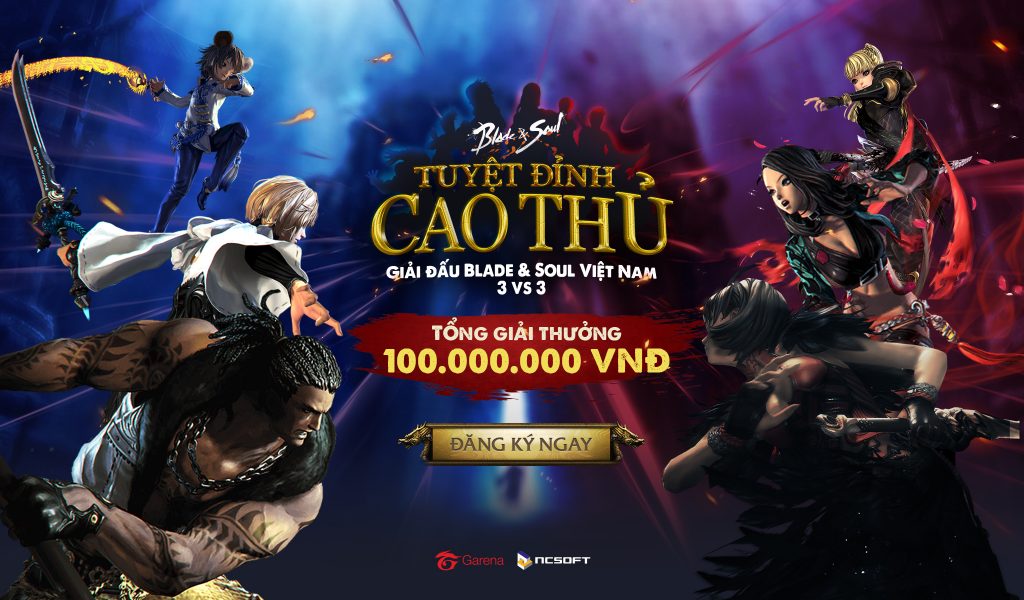 Blade & Soul
TUYỆT ĐỈNH
CAO THỦ
GIẢI ĐẤU BLADE & SOUL VIỆT NAM
3 VS 3
TỔNG GIẢI THƯỞNG
100.000.000 VNĐ
ĐĂNG KÝ NGAY
Garena NCSOFT